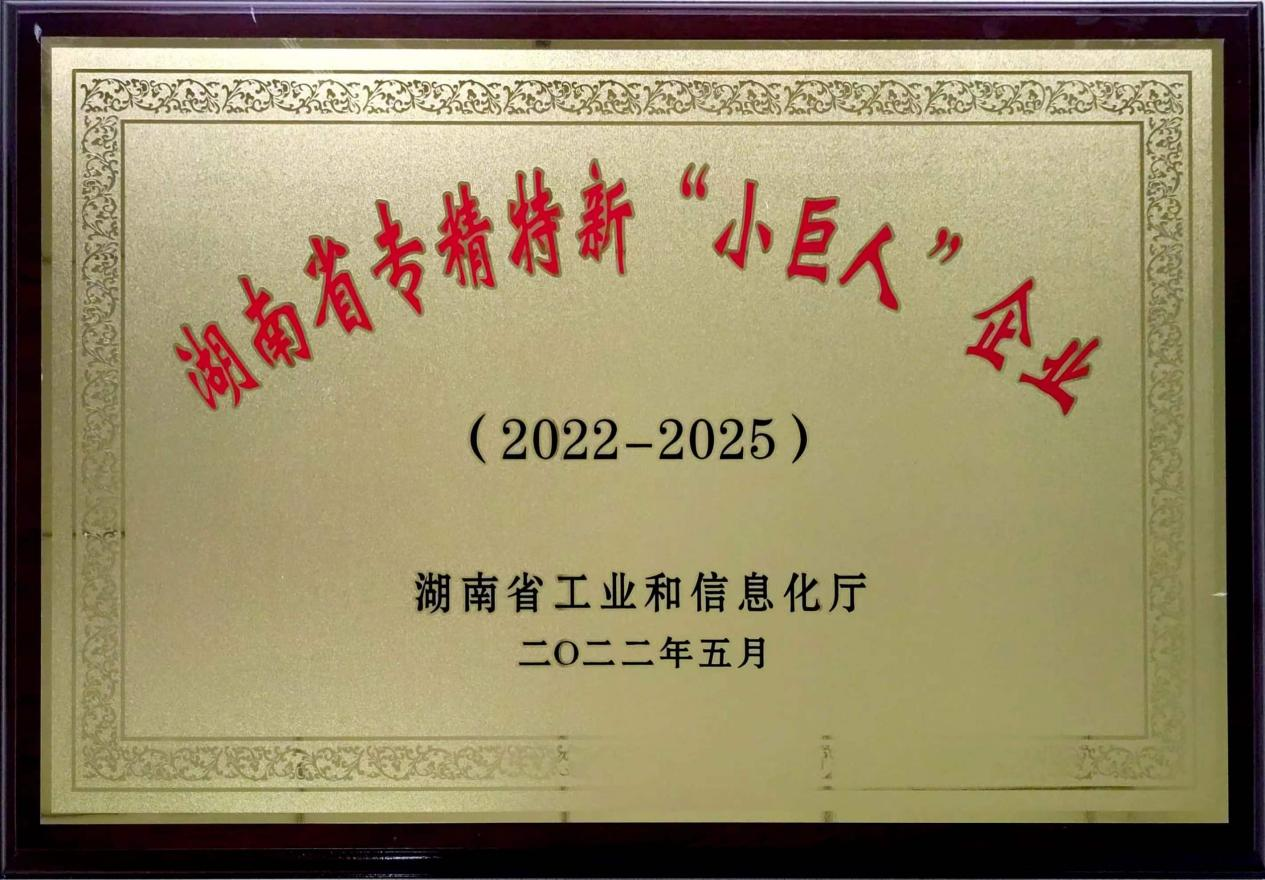 湖南省专精特新“小巨人”企业
（2022-2025）
湖南省工业和信息化厅
二〇二二年五月